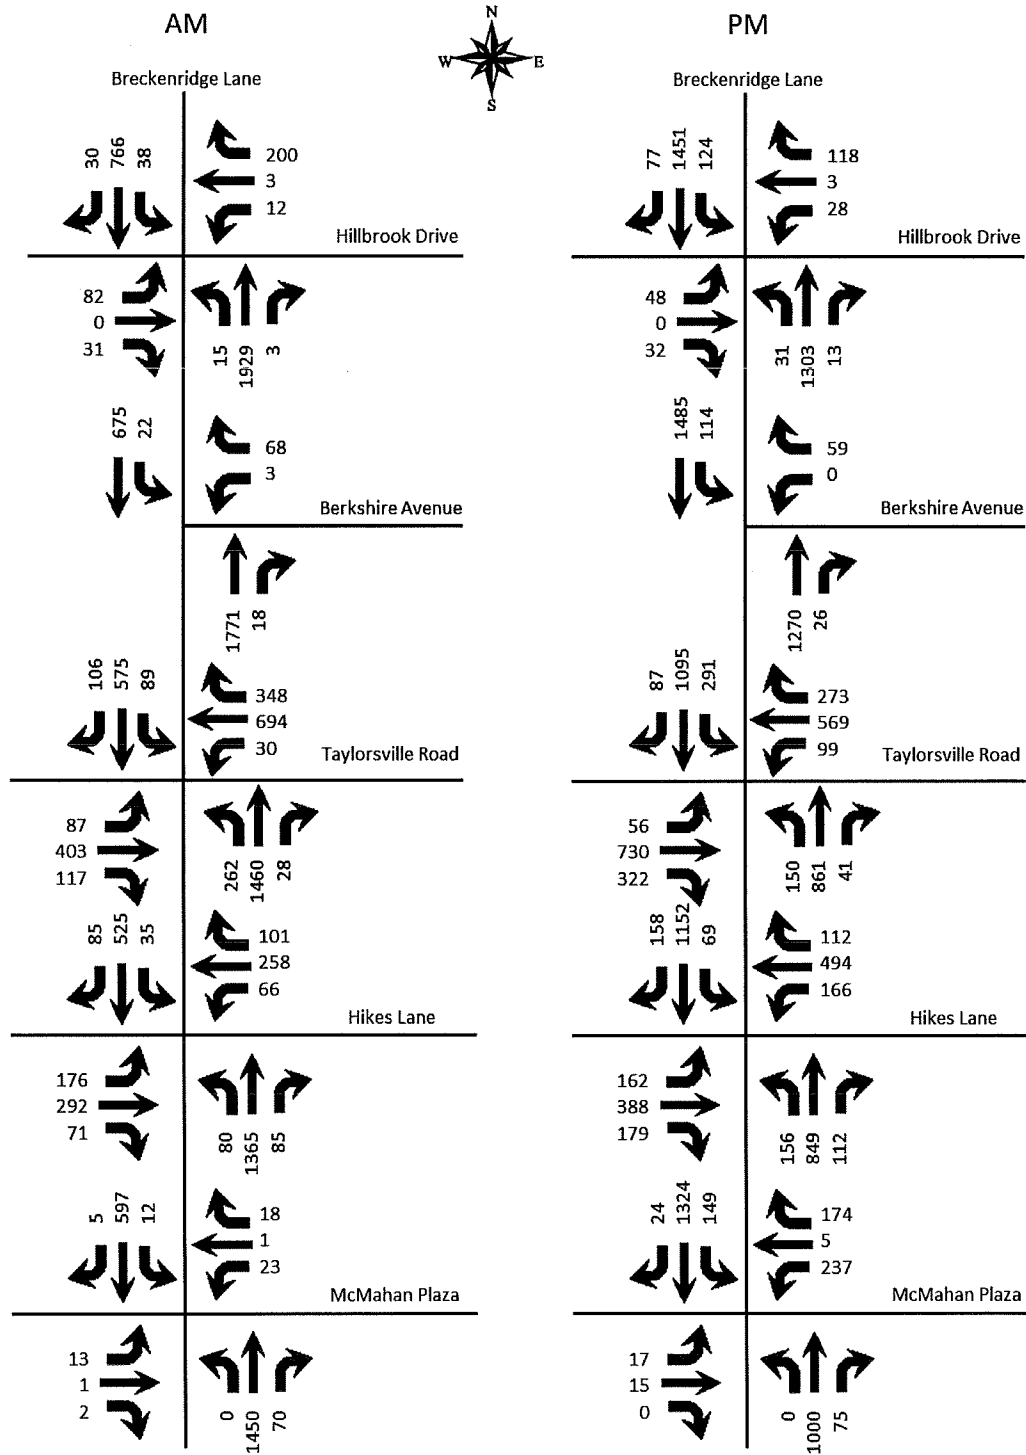 AM
N
W E
S
PM
Breckenridge Lane
30 766 38
200
3
12
Hillbrook Drive
82
0
31
15 1929 3
675 22
68
3
Berkshire Avenue
1771 18
106 575 89
348
694
30
Taylorsville Road
87
403
117
262 1460 28
85 525 35
101
258
66
Hikes Lane
176
292
71
80 1365 85
5 597 12
18
1
23
McMahan Plaza
13
1
2
0 1450 70
Breckenridge Lane
77 1451 124
118
3
28
Hillbrook Drive
48
0
32
31 1303 13
1485 114
59
0
Berkshire Avenue
1270 26
87 1095 291
273
569
99
Taylorsville Road
56
730
322
150 861 41
158 1152 69
112
494
166
Hikes Lane
162
388
179
156 849 112
24 1324 149
174
5
237
McMahan Plaza
17
15
0
0 1000 75